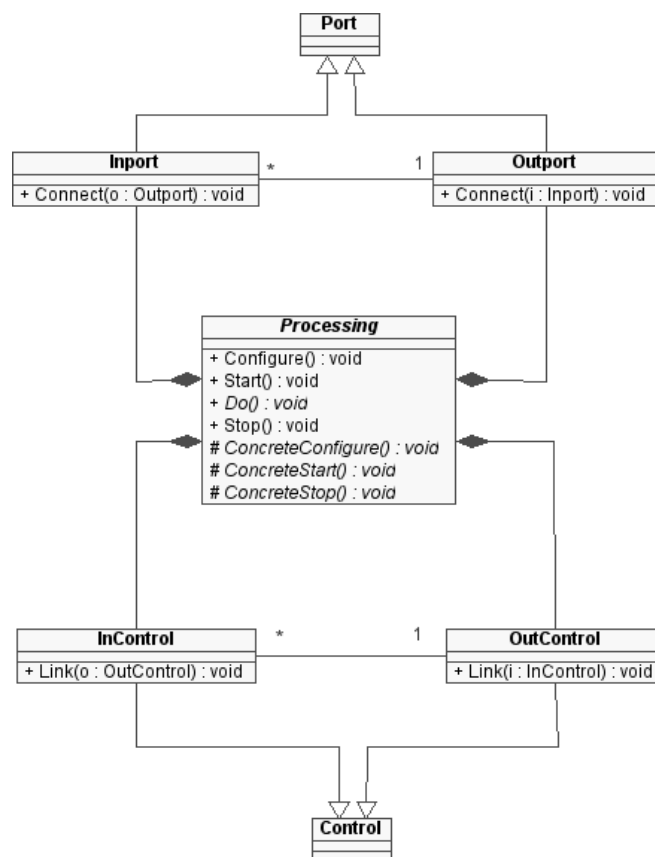 Port
Inport
+ Connect(o : Outport) : void
* 1
Outport
+ Connect(i : Inport) : void
Processing
+ Configure() : void
+ Start() : void
+ Do() : void
+ Stop() : void
# ConcreteConfigure() : void
# ConcreteStart() : void
# ConcreteStop() : void
InControl
+ Link(o : OutControl) : void
* 1
OutControl
+ Link(i : InControl) : void
Control